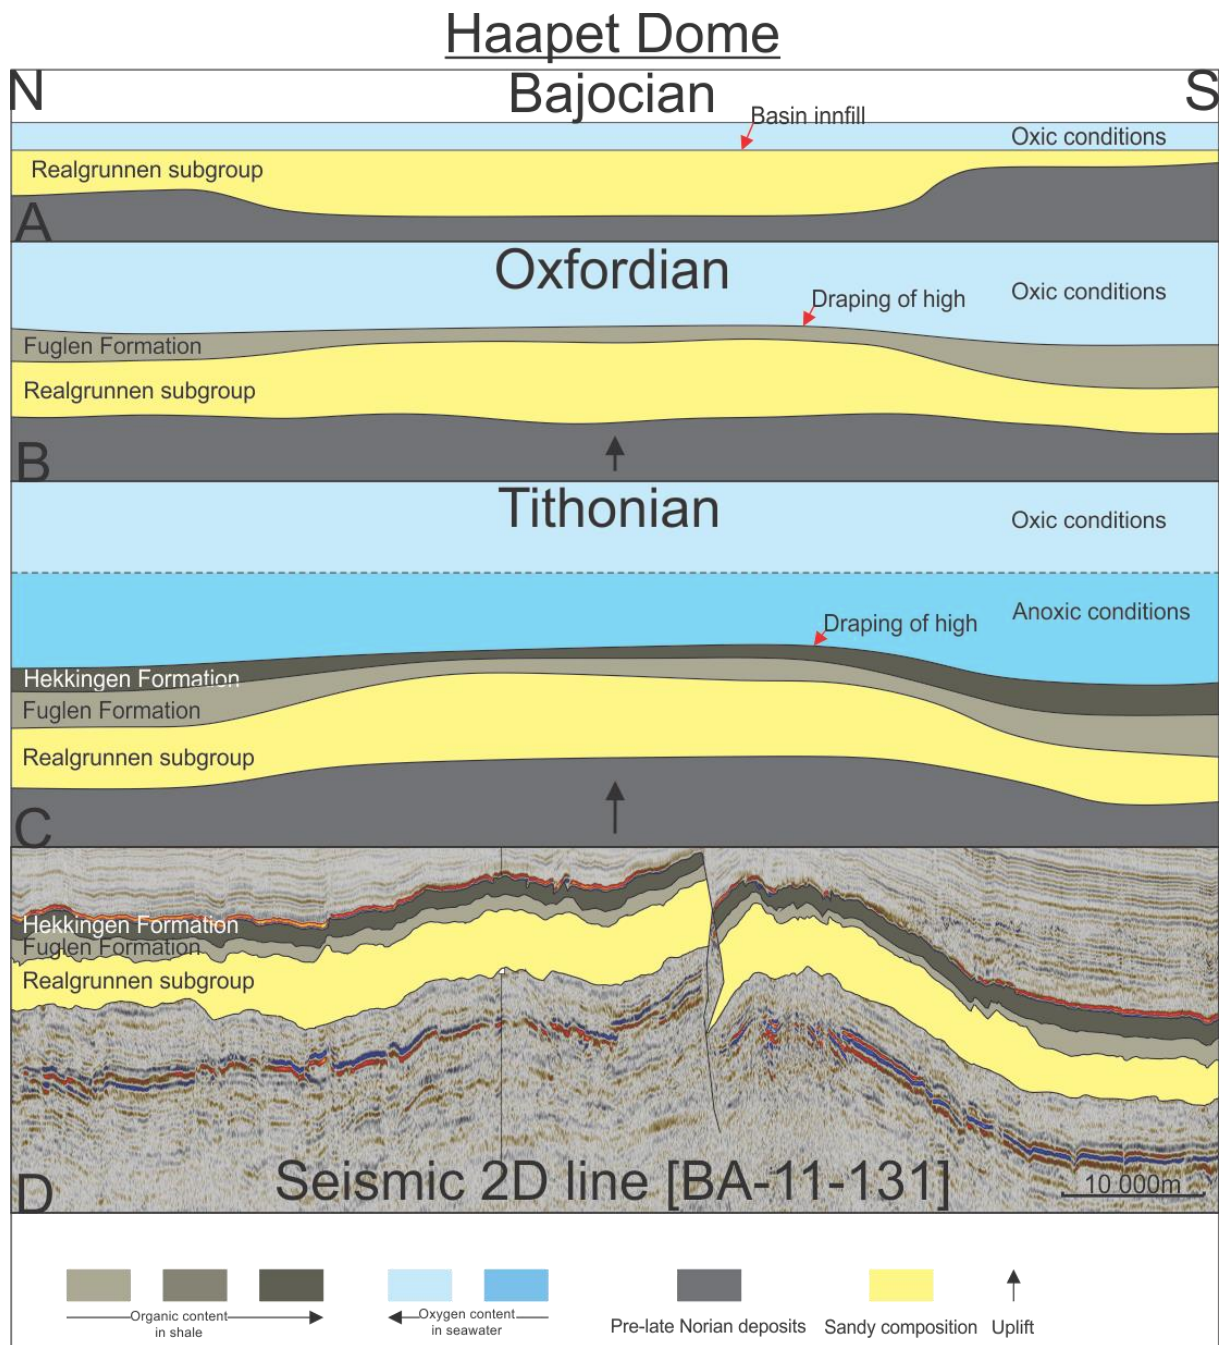 Haapet Dome
N
Bajocian
S
Basin innfill
Oxic conditions
Realgrunnen subgroup
A
Oxfordian
Oxic conditions
Draping of high
Fuglen Formation
Realgrunnen subgroup
B
Tithonian
Oxic conditions
Anoxic conditions
Draping of high
Hekkingen Formation
Fuglen Formation
Realgrunnen subgroup
C
Hekkingen Formation
Fuglen Formation
Realgrunnen subgroup
D
Seismic 2D line [BA-11-131]
10 000m
Organic content
in shale
Oxygen content
in seawater
Pre-late Norian deposits
Sandy composition
Uplift